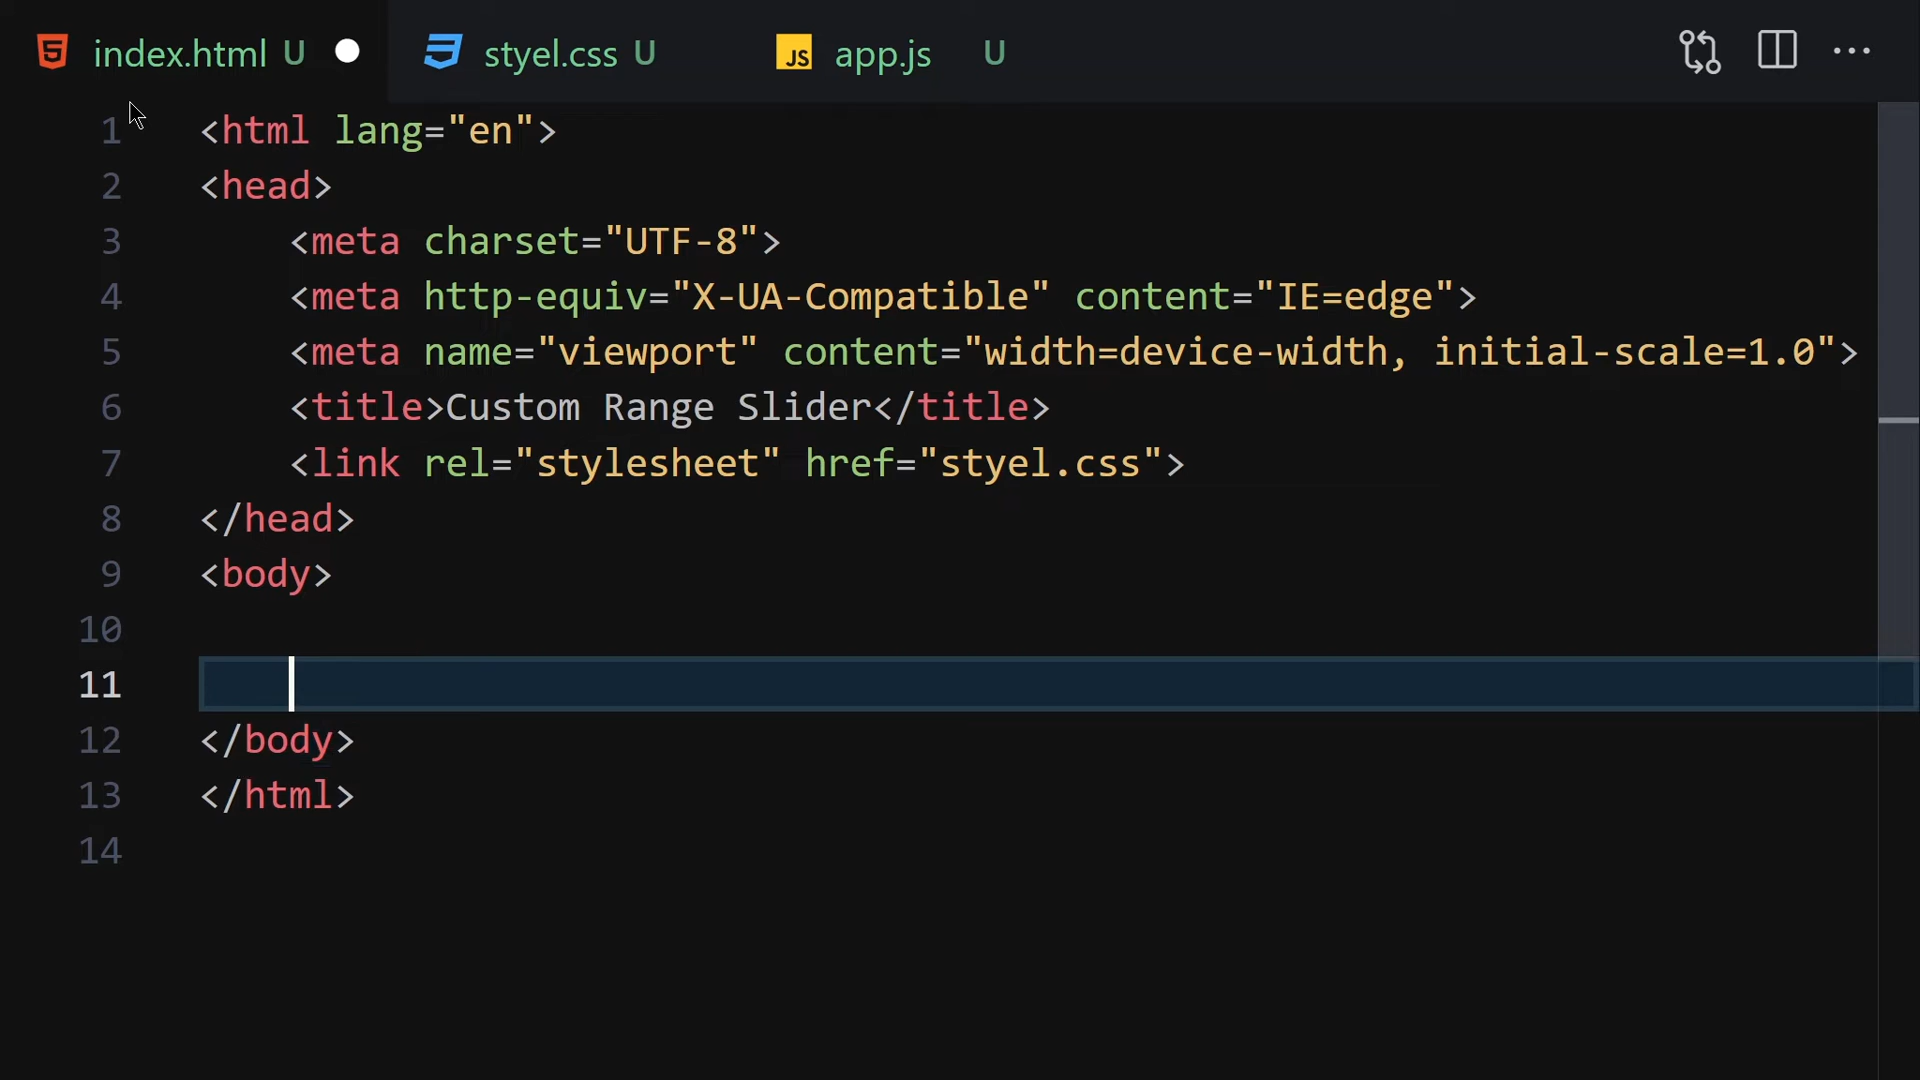 index.html U styel.css U JS app.js U
1 <html lang="en">
2 <head>
3     <meta charset="UTF-8">
4     <meta http-equiv="X-UA-Compatible" content="IE=edge">
5     <meta name="viewport" content="width=device-width, initial-scale=1.0">
6     <title>Custom Range Slider</title>
7     <link rel="stylesheet" href="styel.css">
8 </head>
9 <body>
10
11
12 </body>
13 </html>
14